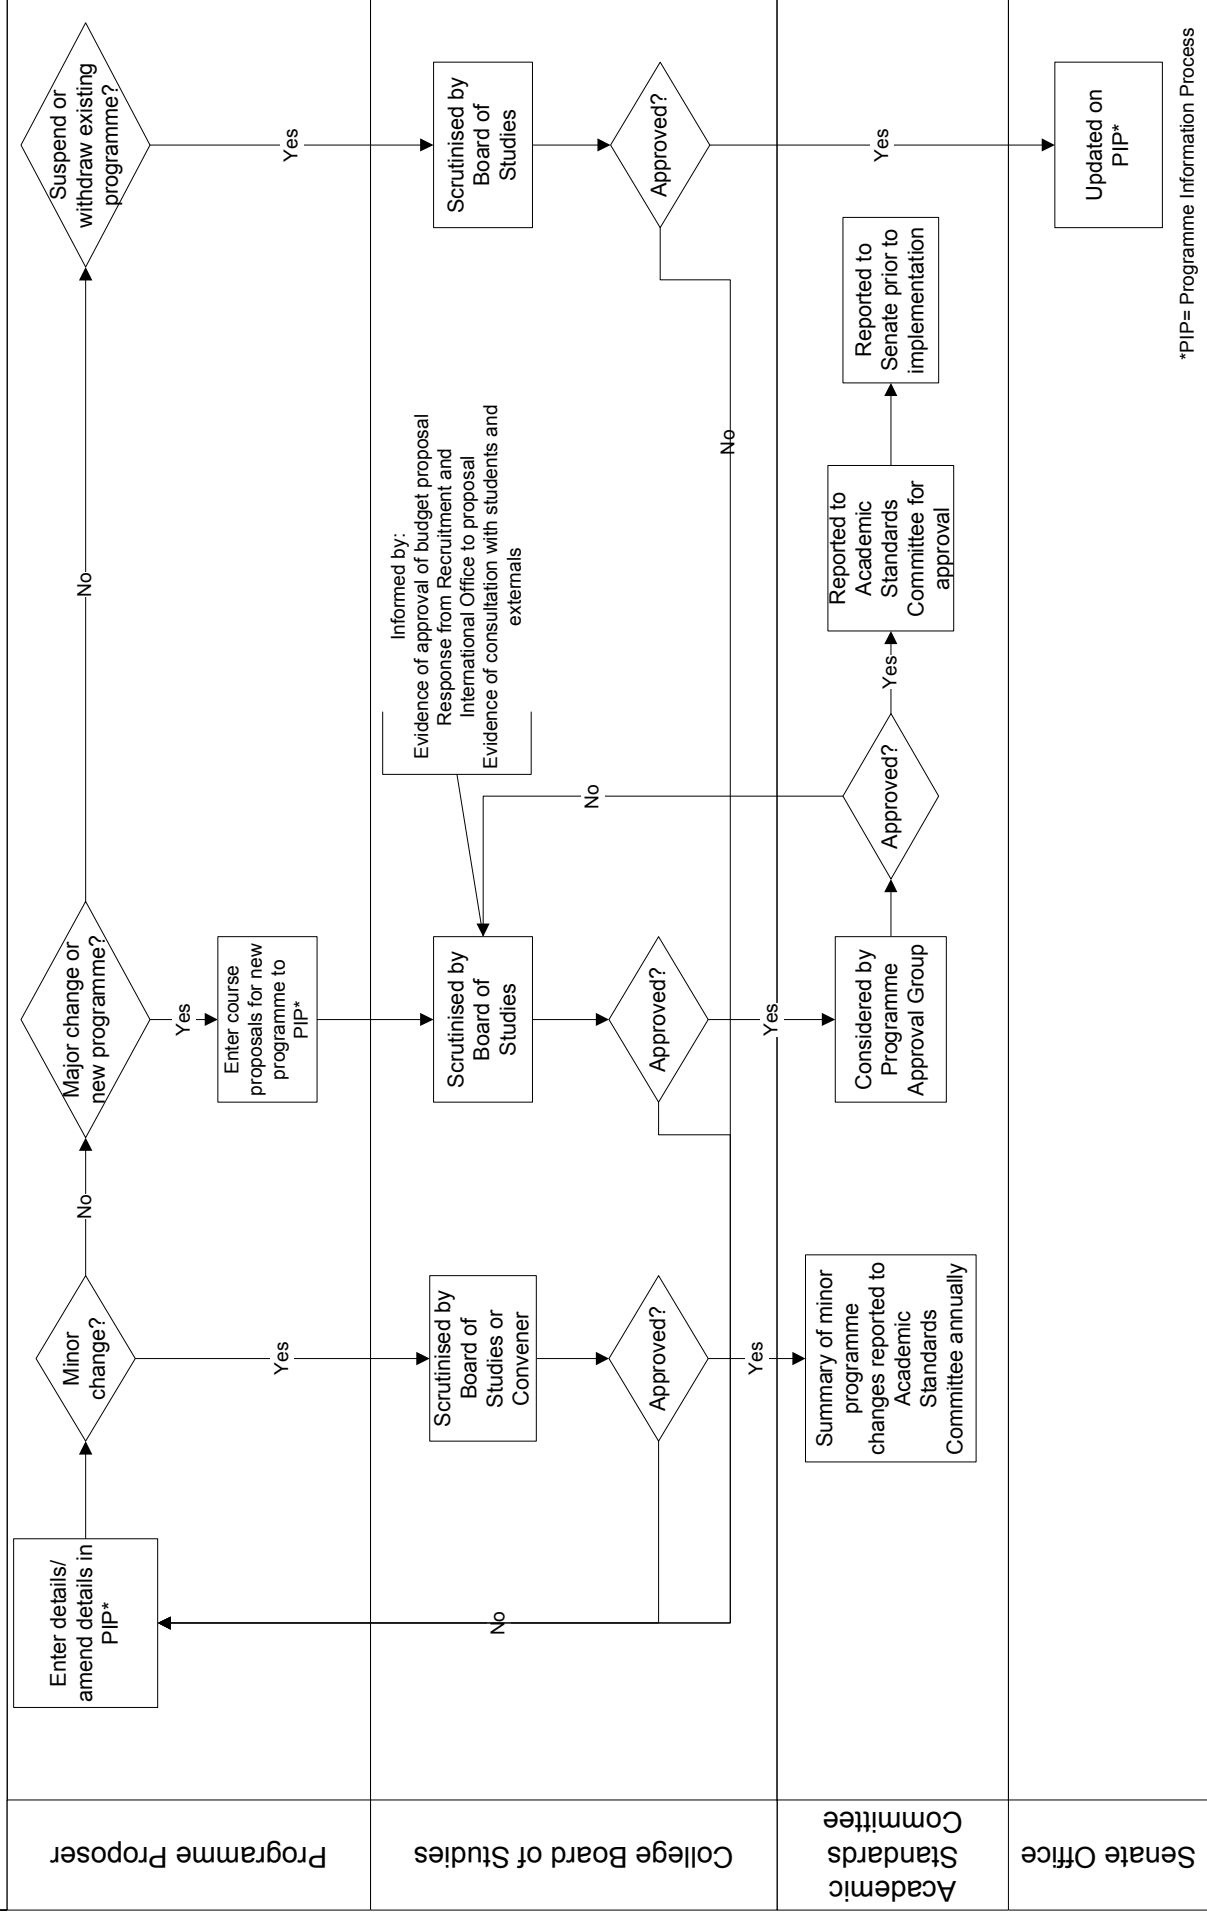 Programme Proposer
Enter details/
amend details in
PIP*
Minor
change?
No
Major change or
new programme?
No
Suspend or
withdraw existing
programme?
Yes
Yes
Enter course
proposals for new
programme to
PIP*
Yes
College Board of Studies
Informed by:
Evidence of approval of budget proposal
Response from Recruitment and
International Office to proposal
Evidence of consultation with students and
externals
Scrutinised by
Board of
Studies or
Convener
Scrutinised by
Board of
Studies
Scrutinised by
Board of
Studies
No
No
Approved?
Approved?
Approved?
No
Yes
Yes
Yes
Academic
Standards
Committee
Summary of minor
programme
changes reported to
Academic
Standards
Committee annually
Considered by
Programme
Approval Group
Approved?
Yes
Reported to
Academic
Standards
Committee for
approval
Reported to
Senate prior to
implementation
Senate Office
Updated on
PIP*
*PIP= Programme Information Process